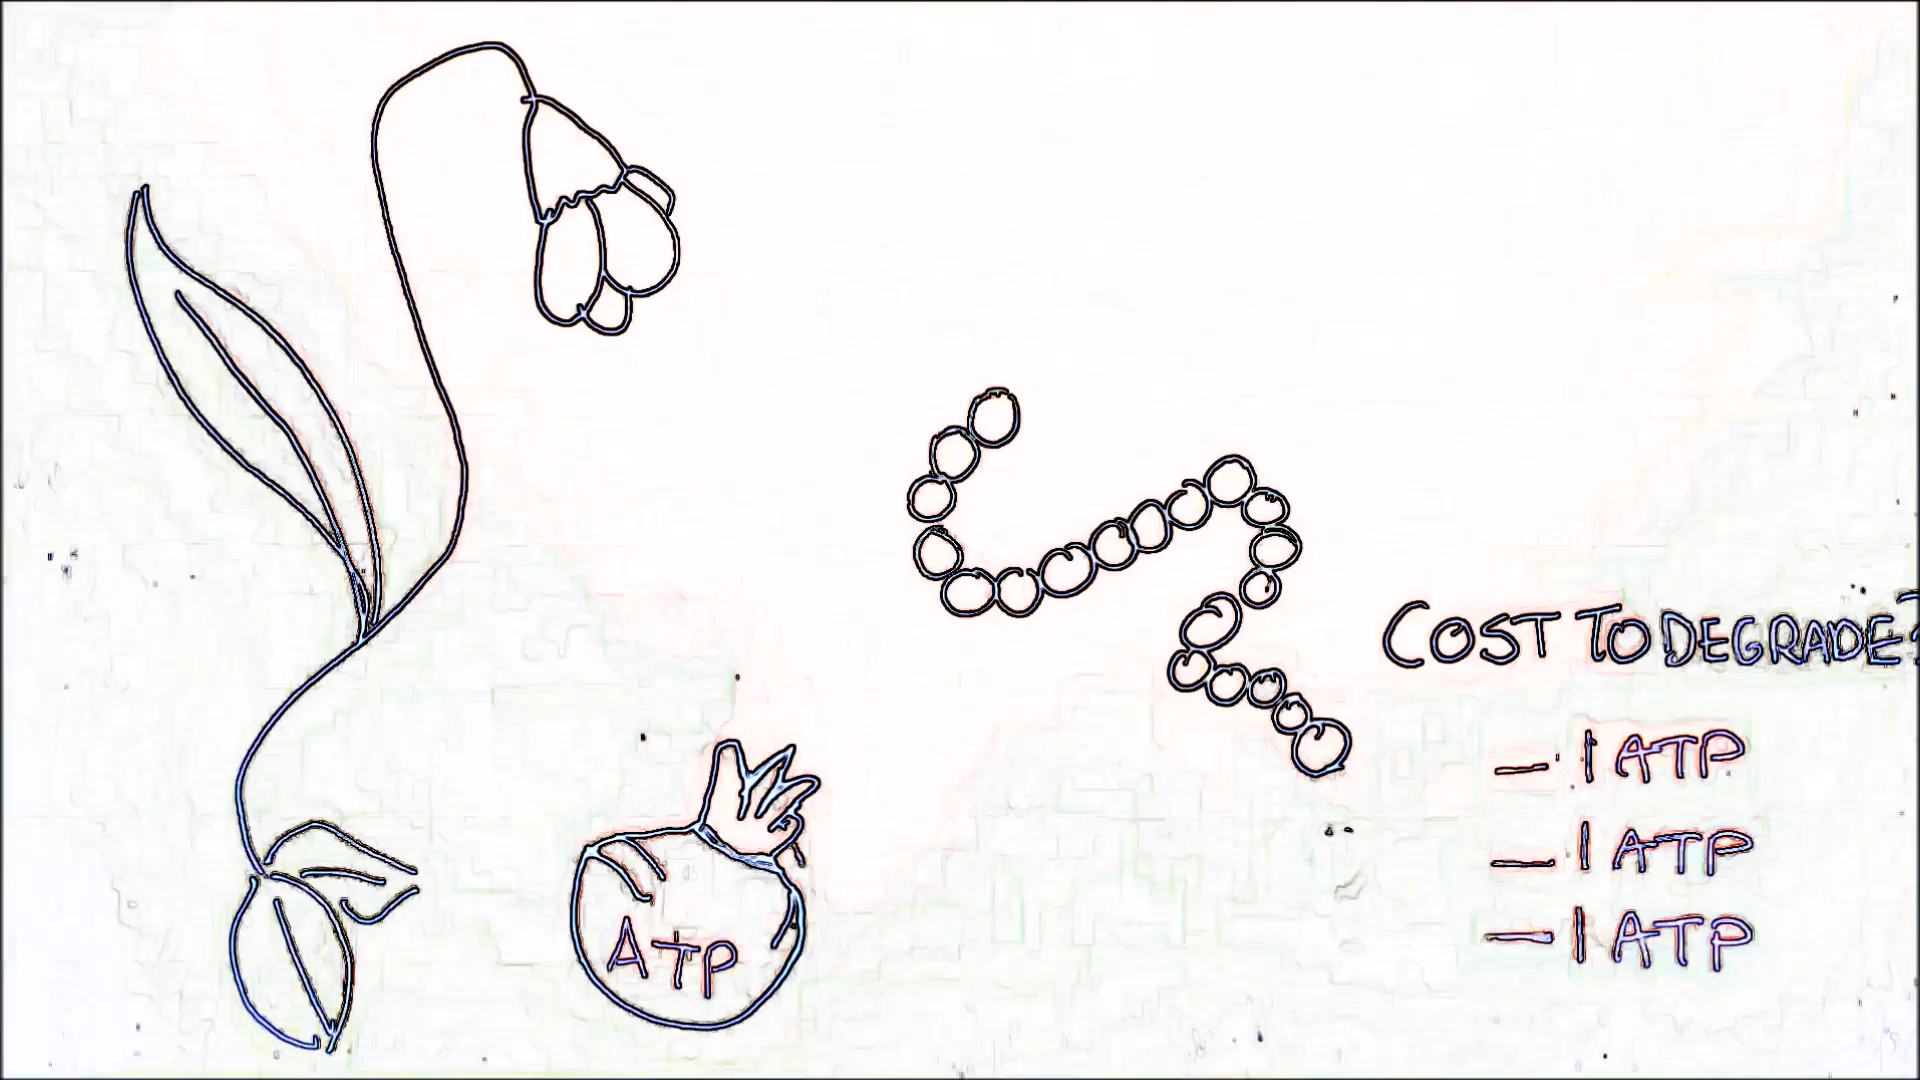 COST TO DEGRADE?
- 1 ATP
- 1 ATP
- 1 ATP
ATP